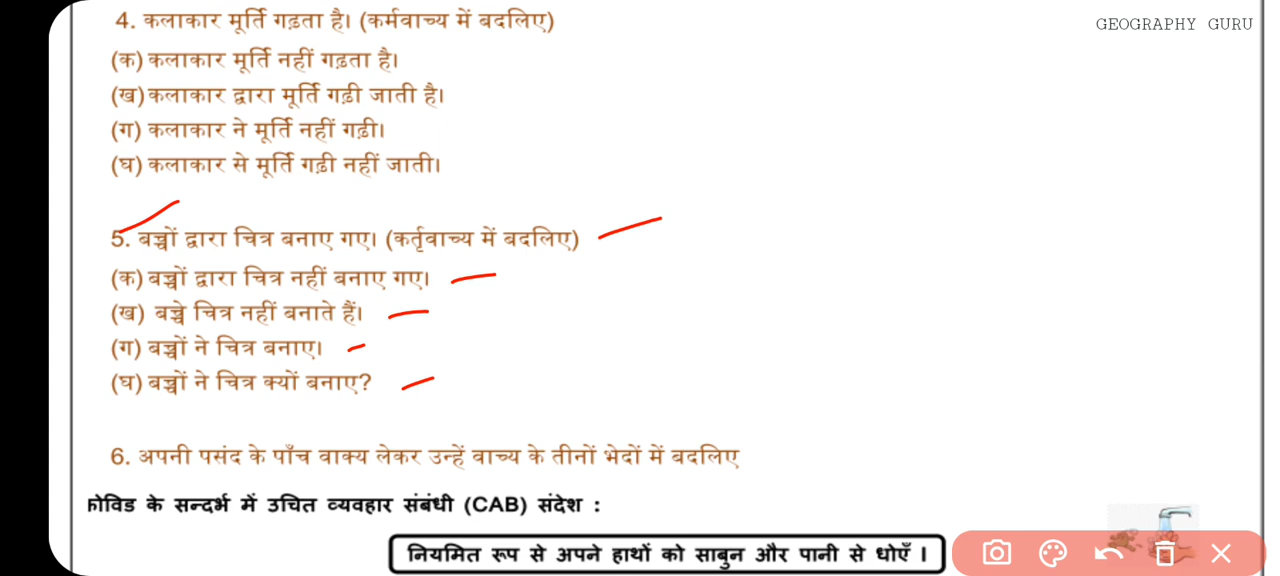 4. कलाकार मूर्ति गढ़ता है। (कर्मवाच्य में बदलिए)
GEOGRAPHY GURU
(क) कलाकार मूर्ति नहीं गढ़ता है।
(ख) कलाकार द्वारा मूर्ति गढ़ी जाती है।
(ग) कलाकार ने मूर्ति नहीं गढ़ी।
(घ) कलाकार से मूर्ति गढ़ी नहीं जाती।
5. बच्चों द्वारा चित्र बनाए गए। (कर्तृवाच्य में बदलिए)
(क) बच्चों द्वारा चित्र नहीं बनाए गए।
(ख) बच्चे चित्र नहीं बनाते हैं।
(ग) बच्चों ने चित्र बनाए।
(घ) बच्चों ने चित्र क्यों बनाए?
6. अपनी पसंद के पाँच वाक्य लेकर उन्हें वाच्य के तीनों भेदों में बदलिए
कोविड के सन्दर्भ में उचित व्यवहार संबंधी (CAB) संदेश :
नियमित रूप से अपने हाथों को साबुन और पानी से धोएँ ।